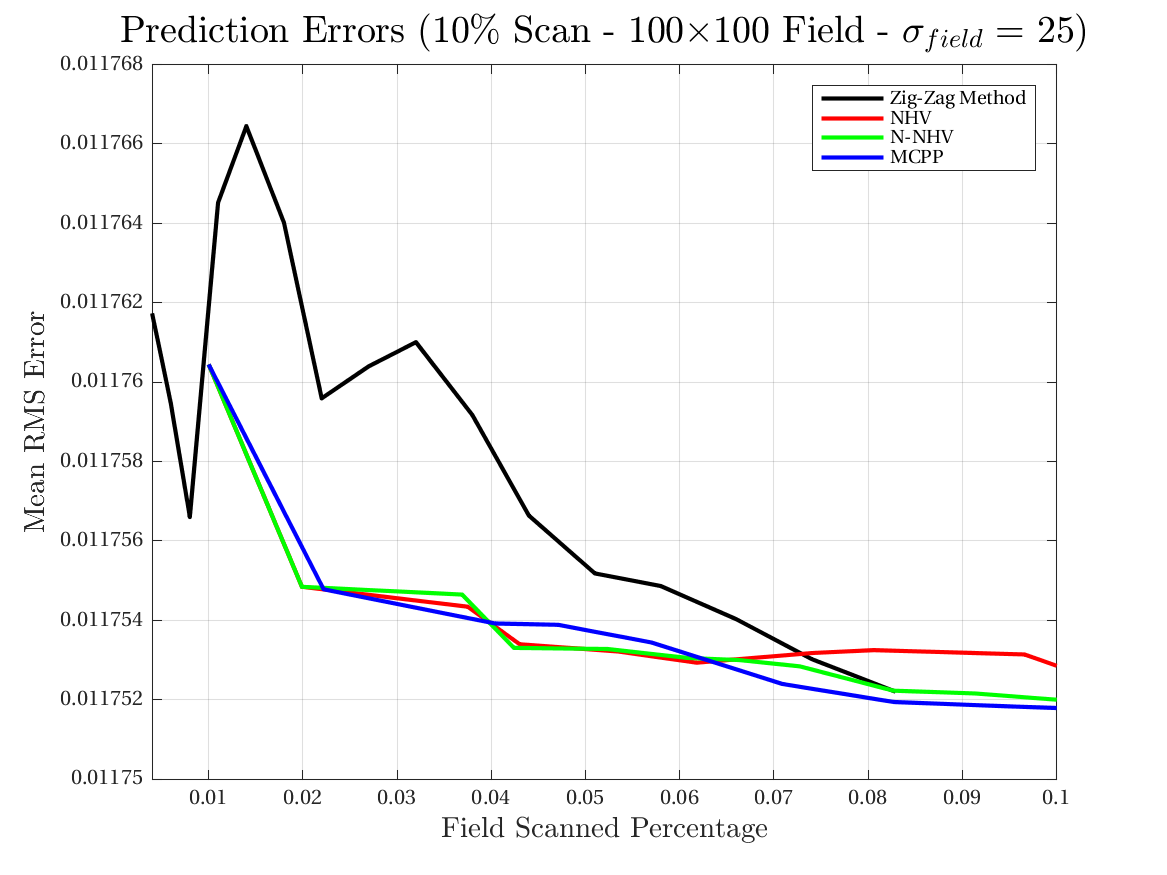 Prediction Errors (10% Scan - 100×100 Field - σ_field = 25)
0.011768
0.011766
0.011764
0.011762
0.01176
0.011758
0.011756
0.011754
0.011752
0.01175
Mean RMS Error
Zig-Zag Method
NHV
N-NHV
MCPP
0.01 0.02 0.03 0.04 0.05 0.06 0.07 0.08 0.09 0.1
Field Scanned Percentage